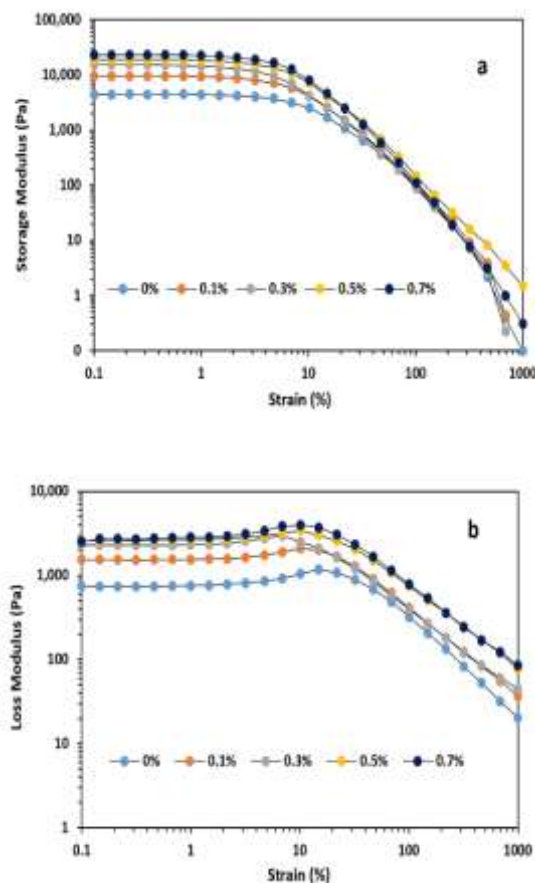 a
100,000
10,000
1,000
100
10
1
0
Storage Modulus (Pa)
0% 0.1% 0.3% 0.5% 0.7%
0.1 1 10 100 1000
Strain (%)
b
10,000
1,000
100
10
1
Loss Modulus (Pa)
0% 0.1% 0.3% 0.5% 0.7%
0.1 1 10 100 1000
Strain (%)